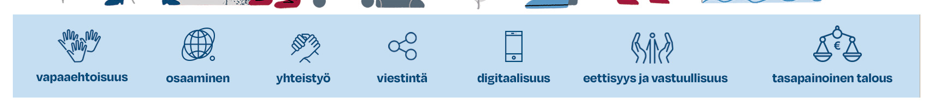 vapaaehtoisuus osaaminen yhteistyö viestintä digitaalisuus eettisyys ja vastuullisuus tasapainoinen talous
€